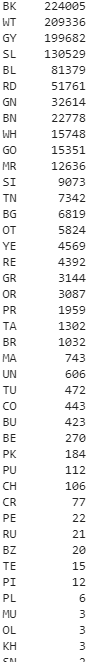 BK 224005
WT 209336
GY 199682
SL 130529
BL 81379
RD 51761
GN 32614
BN 22778
WH 15748
GO 15351
MR 12636
SI 9073
TN 7342
BG 6819
OT 5824
YE 4569
RE 4392
GR 3144
OR 3087
PR 1959
TA 1302
BR 1032
MA 743
UN 606
TU 472
CO 443
BU 423
BE 270
PK 184
PU 112
CH 106
CR 77
PE 22
RU 21
BZ 20
TE 15
PI 12
PL 6
MU 3
OL 3
KH 3